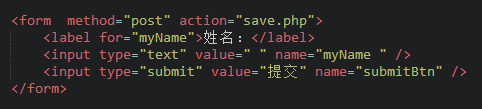 <form  method="post" action="save.php">
    <label for="myName">姓名：</label>
    <input type="text" value=" " name="myName " />
    <input type="submit" value="提交" name="submitBtn" />
</form>